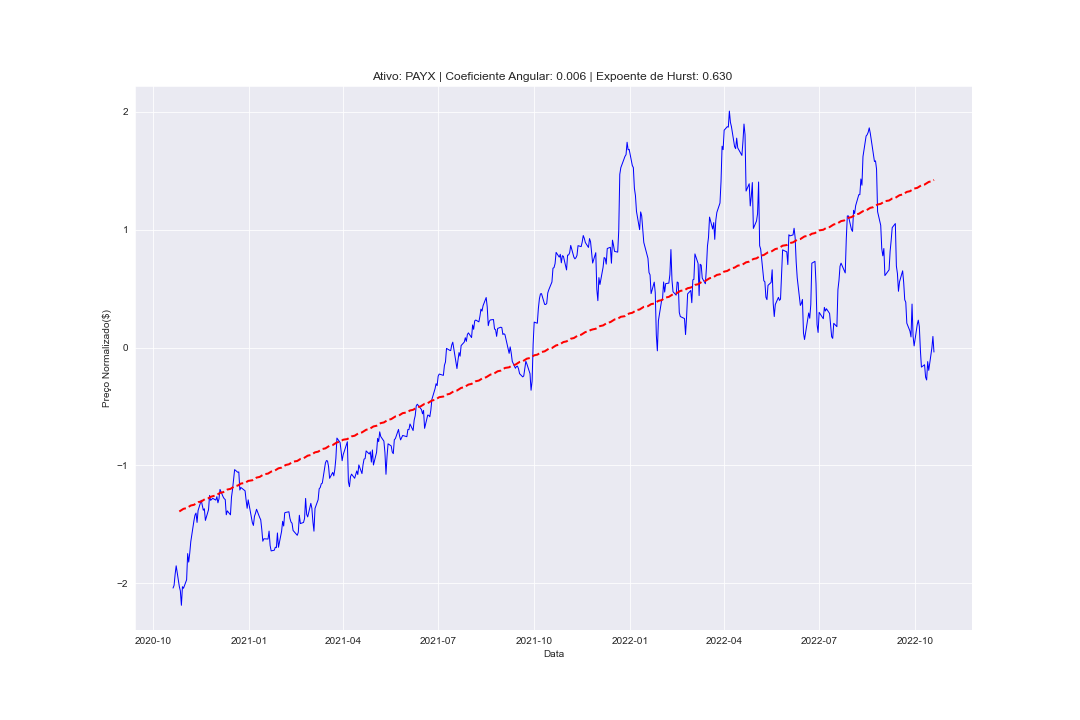 Ativo: PAYX | Coeficiente Angular: 0.006 | Expoente de Hurst: 0.630
Preço Normalizado($)
2
1
0
−1
−2
2020-10 2021-01 2021-04 2021-07 2021-10 2022-01 2022-04 2022-07 2022-10
Data